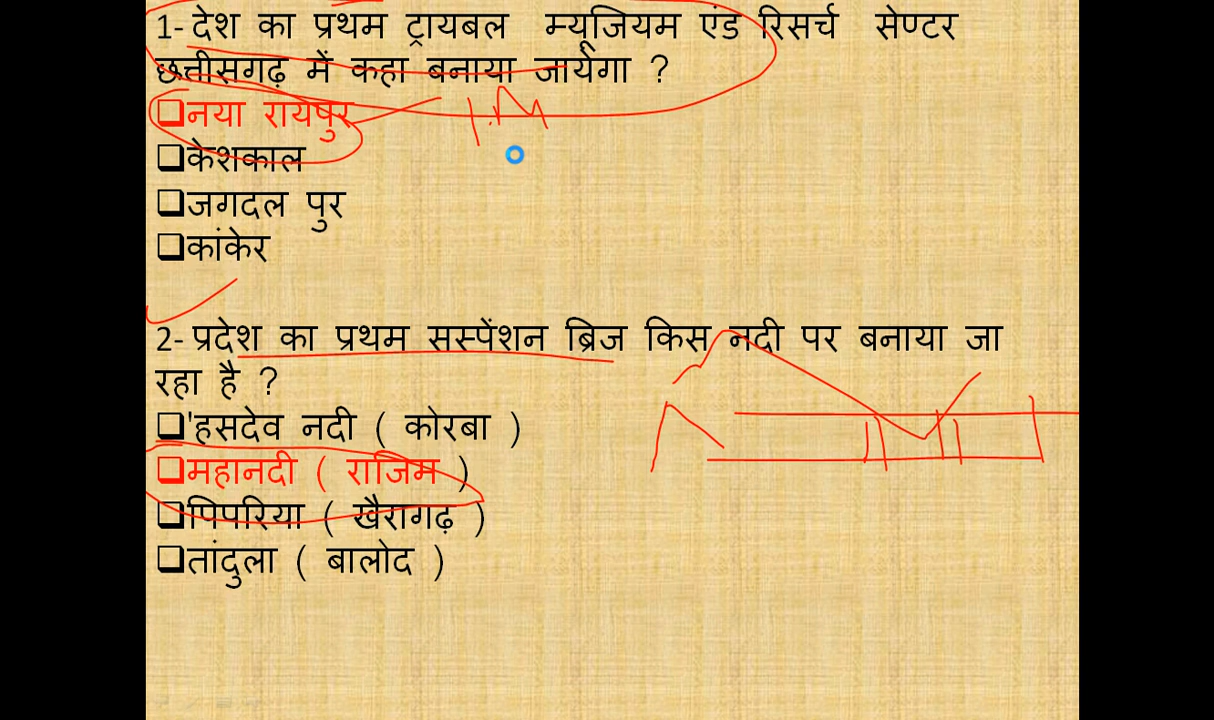 1- देश का प्रथम ट्रायबल म्यूजियम एंड रिसर्च सेण्टर
छत्तीसगढ़ में कहा बनाया जायेगा ?
❑नया रायपुर
❑केशकाल
❑जगदल पुर
❑कांकेर
2- प्रदेश का प्रथम सस्पेंशन ब्रिज किस नदी पर बनाया जा
रहा है ?
❑'हसदेव नदी ( कोरबा )
❑महानदी ( राजिम )
❑पिपरिया ( खैरागढ़ )
❑तांदुला ( बालोद )